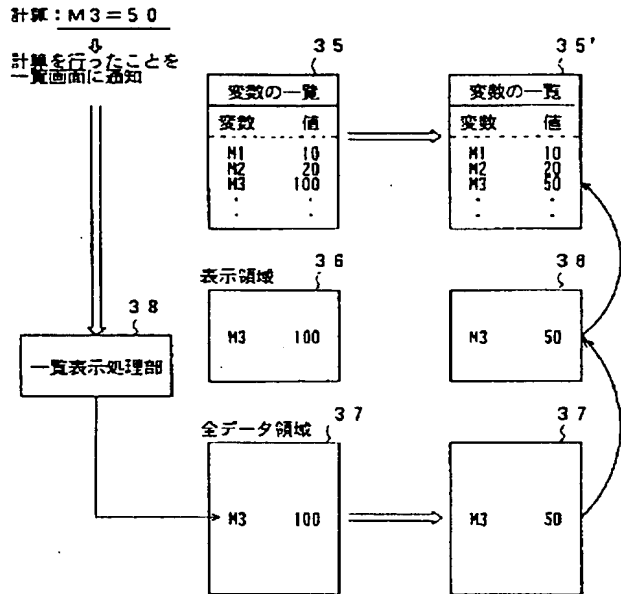 計算：M3＝50
計算を行ったことを
一覧画面に通知
35
変数の一覧
変数 値
M1 10
M2 20
M3 100
・ ・
・ ・
35'
変数の一覧
変数 値
M1 10
M2 20
M3 50
・ ・
・ ・
表示領域
36
M3 100
36
M3 50
38
一覧表示処理部
全データ領域
37
M3 100
37
M3 50